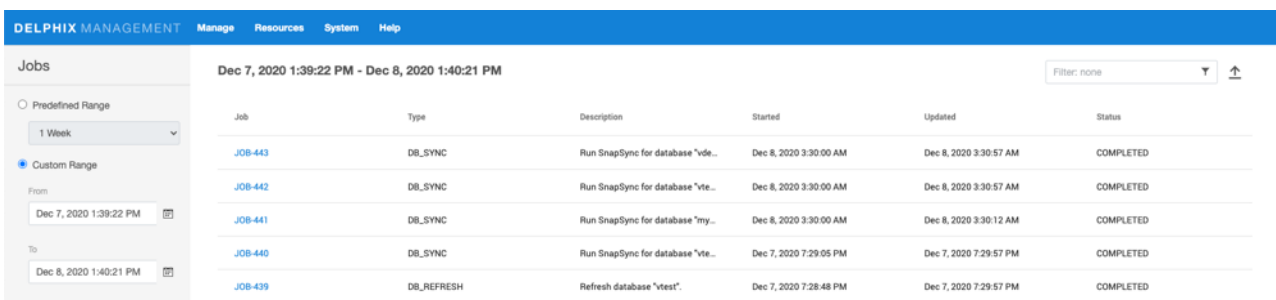 DELPHIX MANAGEMENT Manage Resources System Help
Jobs
Dec 7, 2020 1:39:22 PM - Dec 8, 2020 1:40:21 PM
Filter: none
Predefined Range
1 Week
Custom Range
From
Dec 7, 2020 1:39:22 PM
To
Dec 8, 2020 1:40:21 PM
Job Type Description Started Updated Status
JOB-443 DB_SYNC Run SnapSync for database "vde... Dec 8, 2020 3:30:00 AM Dec 8, 2020 3:30:57 AM COMPLETED
JOB-442 DB_SYNC Run SnapSync for database "vte... Dec 8, 2020 3:30:00 AM Dec 8, 2020 3:30:57 AM COMPLETED
JOB-441 DB_SYNC Run SnapSync for database "my... Dec 8, 2020 3:30:00 AM Dec 8, 2020 3:30:12 AM COMPLETED
JOB-440 DB_SYNC Run SnapSync for database "vte... Dec 7, 2020 7:29:05 PM Dec 7, 2020 7:29:57 PM COMPLETED
JOB-439 DB_REFRESH Refresh database "vtest". Dec 7, 2020 7:28:48 PM Dec 7, 2020 7:29:57 PM COMPLETED